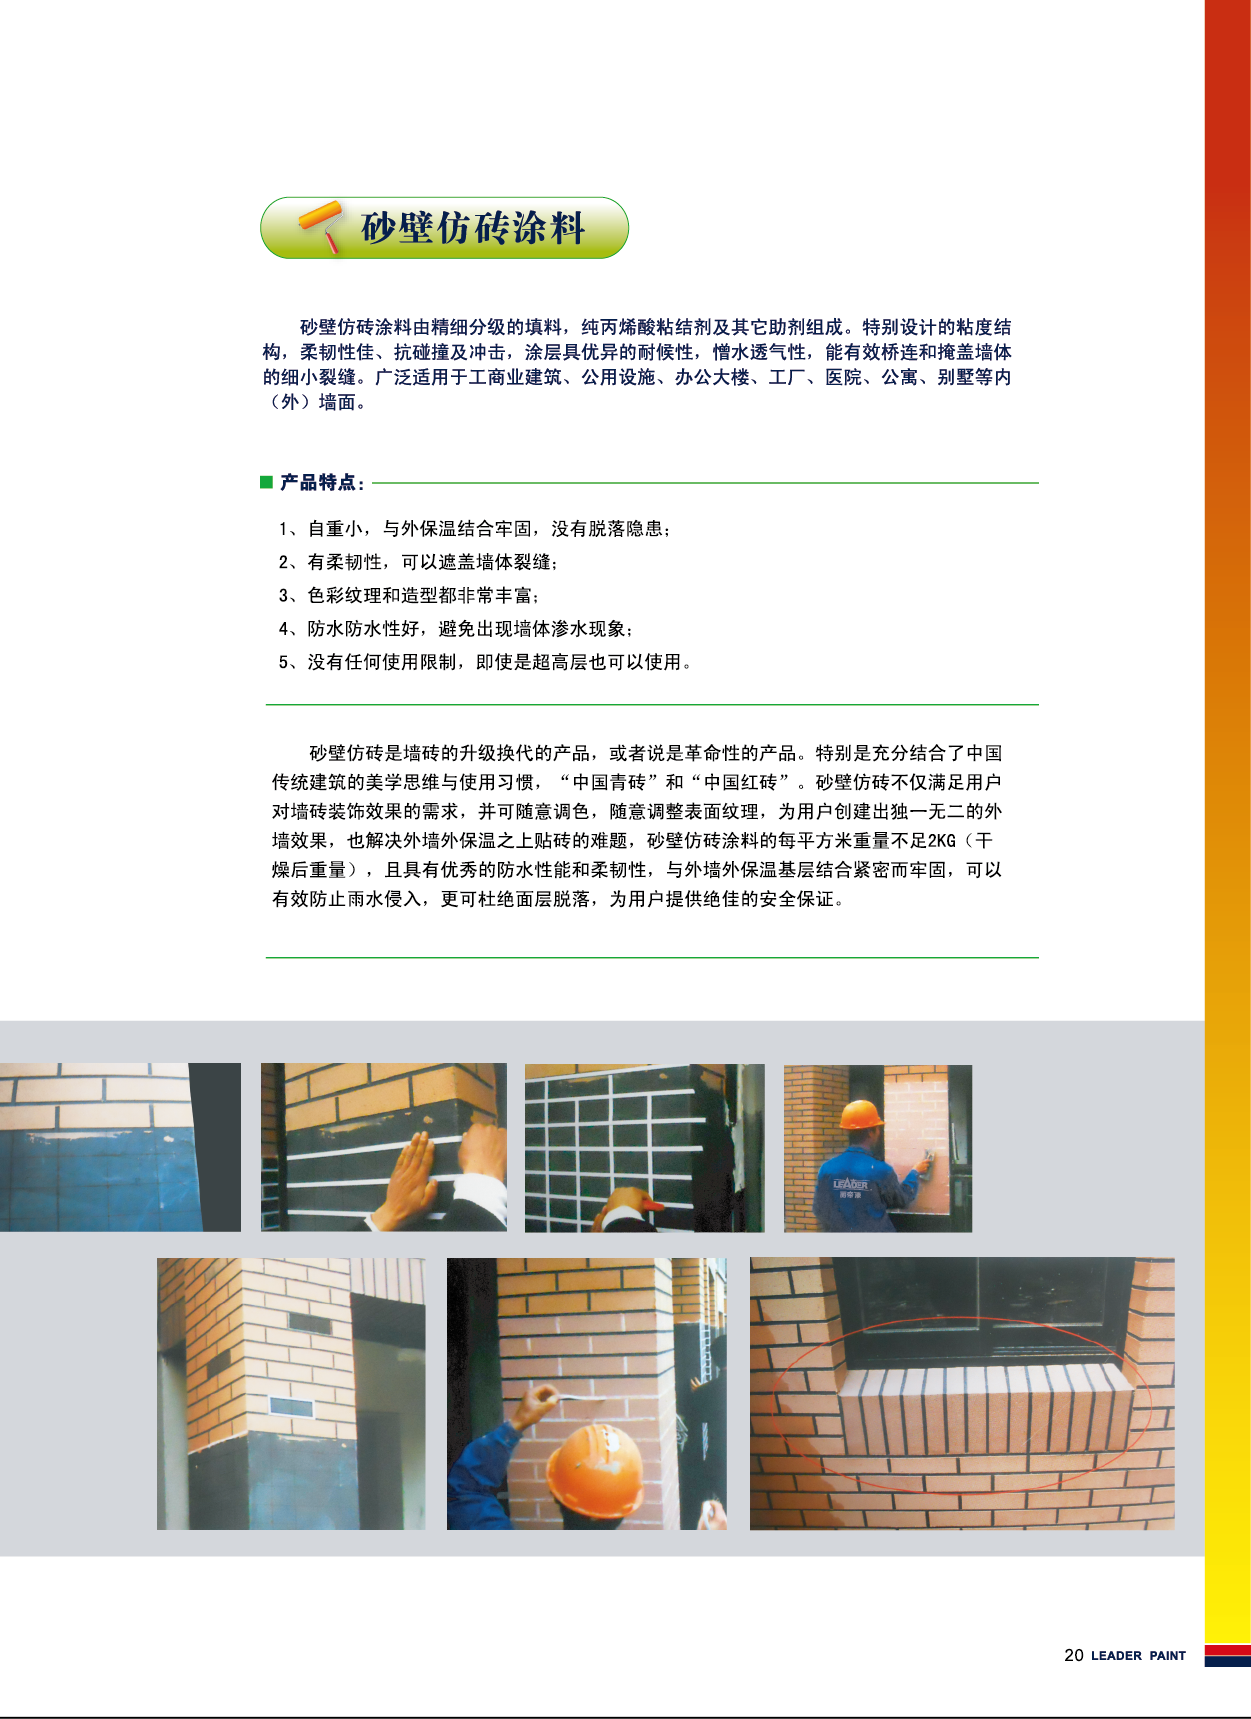 砂壁仿砖涂料
砂壁仿砖涂料由精细分级的填料，纯丙烯酸粘结剂及其它助剂组成。特别设计的粘度结
构，柔韧性佳、抗碰撞及冲击，涂层具优异的耐候性，憎水透气性，能有效桥连和掩盖墙体
的细小裂缝。广泛适用于工商业建筑、公用设施、办公大楼、工厂、医院、公寓、别墅等内
（外）墙面。
产品特点：
1、自重小，与外保温结合牢固，没有脱落隐患；
2、有柔韧性，可以遮盖墙体裂缝；
3、色彩纹理和造型都非常丰富；
4、防水防水性好，避免出现墙体渗水现象；
5、没有任何使用限制，即使是超高层也可以使用。
砂壁仿砖是墙砖的升级换代的产品，或者说是革命性的产品。特别是充分结合了中国
传统建筑的美学思维与使用习惯，“中国青砖”和“中国红砖”。砂壁仿砖不仅满足用户
对墙砖装饰效果的需求，并可随意调色，随意调整表面纹理，为用户创建出独一无二的外
墙效果，也解决外墙外保温之上贴砖的难题，砂壁仿砖涂料的每平方米重量不足2KG（干
燥后重量），且具有优秀的防水性能和柔韧性，与外墙外保温基层结合紧密而牢固，可以
有效防止雨水侵入，更可杜绝面层脱落，为用户提供绝佳的安全保证。
LEADER
20 LEADER PAINT